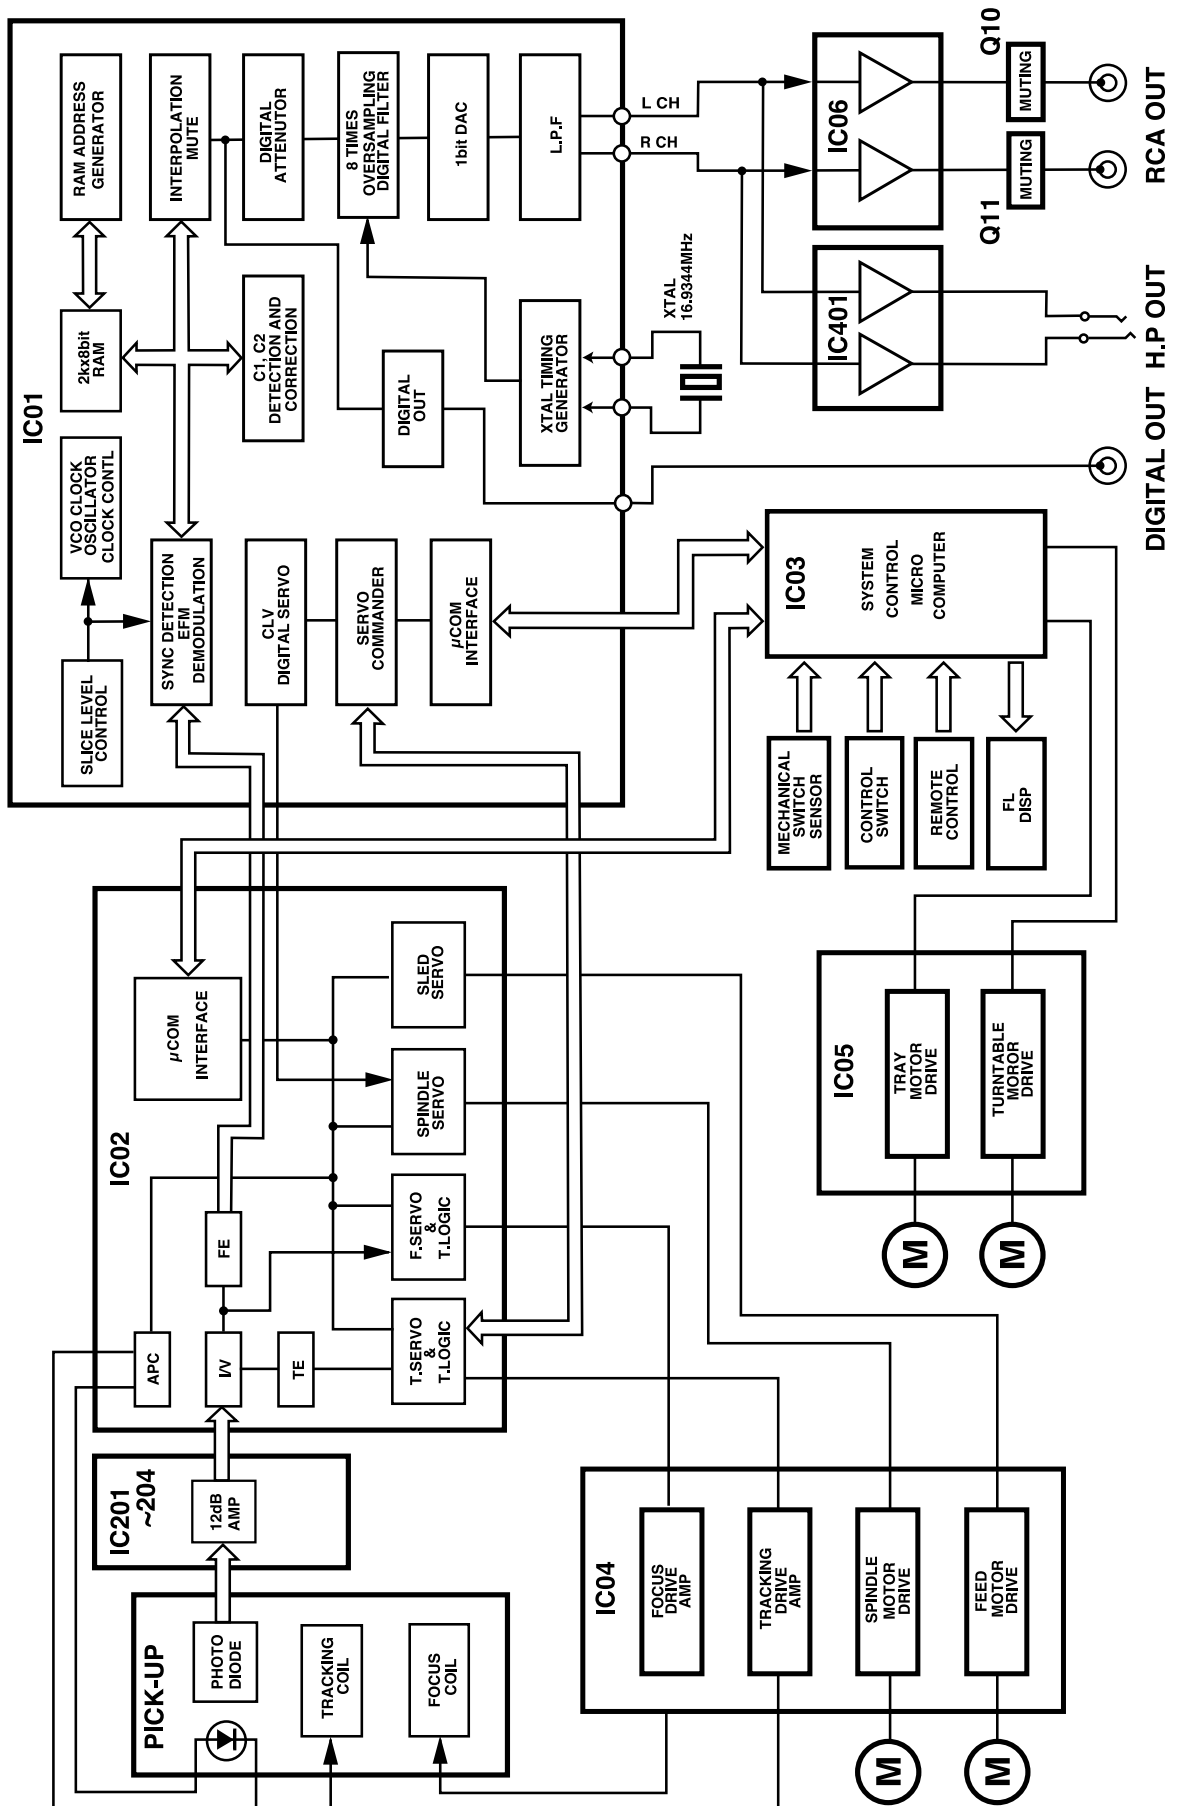 IC01
RAM ADDRESS
GENERATOR
INTERPOLATION
MUTE
DIGITAL
ATTENUTOR
8 TIMES
OVERSAMPLING
DIGITAL FILTER
1bit DAC
L.P.F
2kx8bit
RAM
C1, C2
DETECTION AND
CORRECTION
DIGITAL
OUT
XTAL TIMING
GENERATOR
VCO CLOCK
OSCILLATOR
CLOCK CONTL
SLICE LEVEL
CONTROL
SYNC DETECTION
EFM
DEMODULATION
CLV
DIGITAL SERVO
SERVO
COMMANDER
µCOM
INTERFACE
L CH
R CH
XTAL
16.9344MHz
IC06
IC401
Q10
MUTING
Q11
MUTING
RCA OUT
H.P OUT
DIGITAL OUT
IC03
SYSTEM
CONTROL
MICRO
COMPUTER
MECHANICAL
SWITCH
SENSOR
CONTROL
SWITCH
REMOTE
CONTROL
FL
DISP
IC02
µCOM
INTERFACE
SLED
SERVO
SPINDLE
SERVO
F.SERVO
&
T.LOGIC
T.SERVO
&
T.LOGIC
FE
APC
I/V
TE
IC05
TRAY
MOTOR
DRIVE
TURNTABLE
MOROR
DRIVE
M
M
IC201
~204
12dB
AMP
PICK-UP
PHOTO
DIODE
TRACKING
COIL
FOCUS
COIL
IC04
FOCUS
DRIVE
AMP
TRACKING
DRIVE
AMP
SPINDLE
MOTOR
DRIVE
FEED
MOTOR
DRIVE
M
M